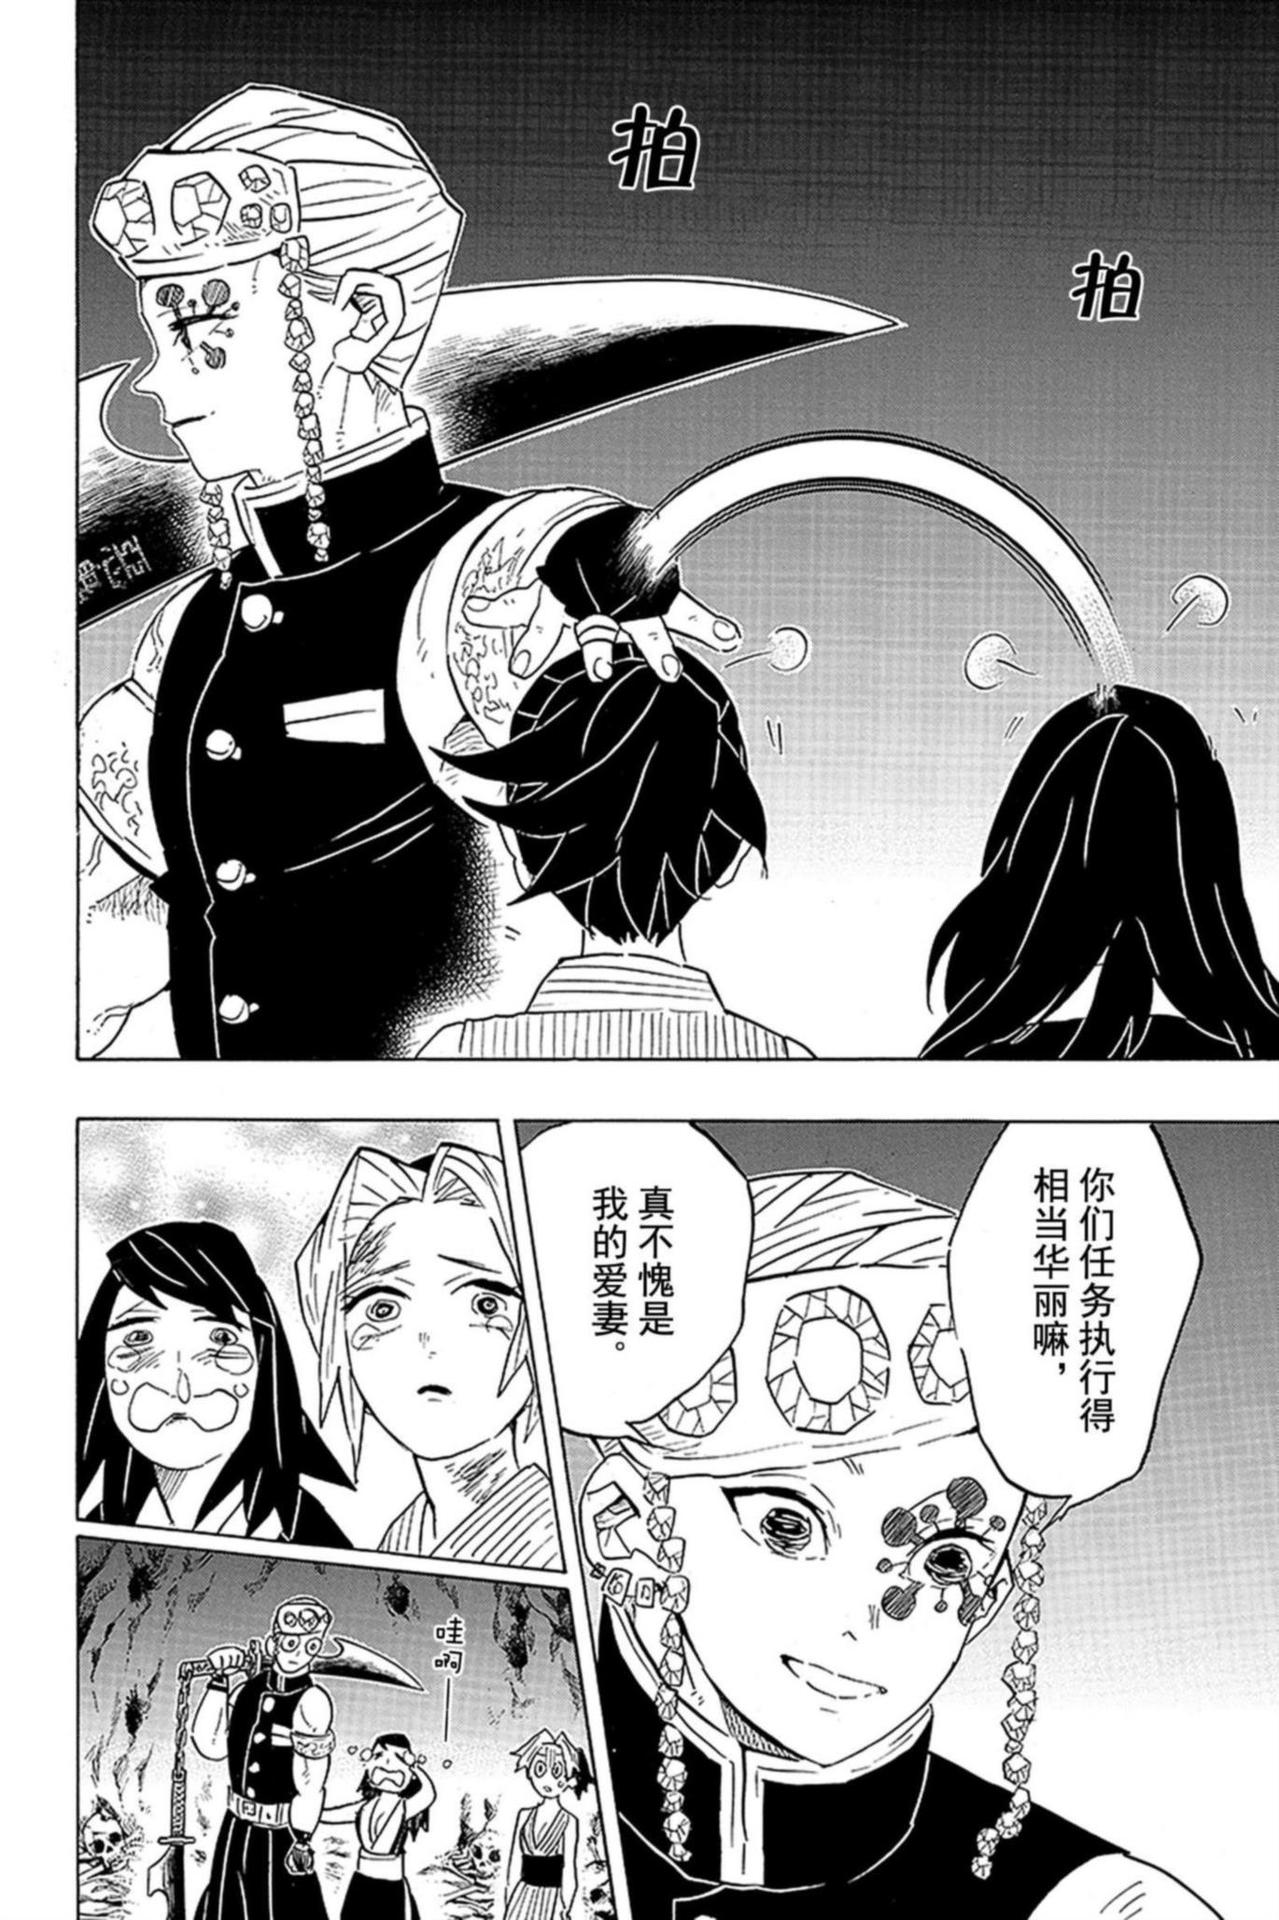 拍
拍
你们任务执行得
相当华丽嘛，
真不愧是
我的爱妻。
哇
啊